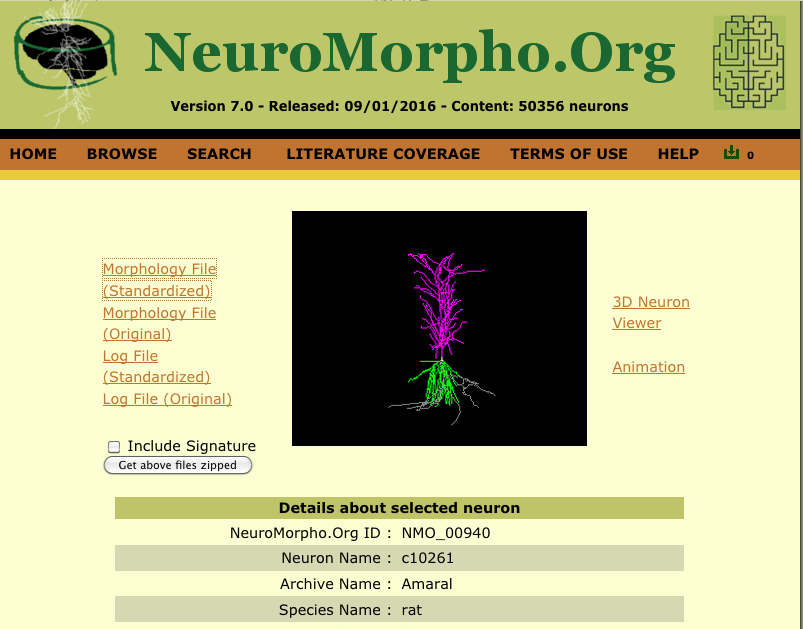 NeuroMorpho.Org
Version 7.0 - Released: 09/01/2016 - Content: 50356 neurons
HOME BROWSE SEARCH LITERATURE COVERAGE TERMS OF USE HELP 0
Morphology File
(Standardized)
Morphology File
(Original)
Log File
(Standardized)
Log File (Original)
3D Neuron
Viewer
Animation
Include Signature
Get above files zipped
Details about selected neuron
NeuroMorpho.Org ID : NMO_00940
Neuron Name : c10261
Archive Name : Amaral
Species Name : rat